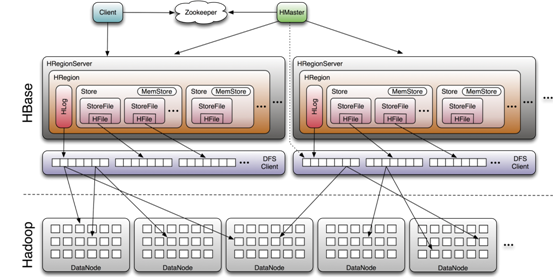 Client
Zookeeper
HMaster
HBase
HRegionServer
HRegion
HLog
Store
MemStore
StoreFile
HFile
StoreFile
HFile
...
Store
MemStore
StoreFile
HFile
... ...
DFS
Client
HRegionServer
HRegion
HLog
Store
MemStore
StoreFile
HFile
StoreFile
HFile
...
Store
MemStore
StoreFile
HFile
... ...
...
DFS
Client
Hadoop
DataNode
DataNode
DataNode
DataNode
DataNode
...